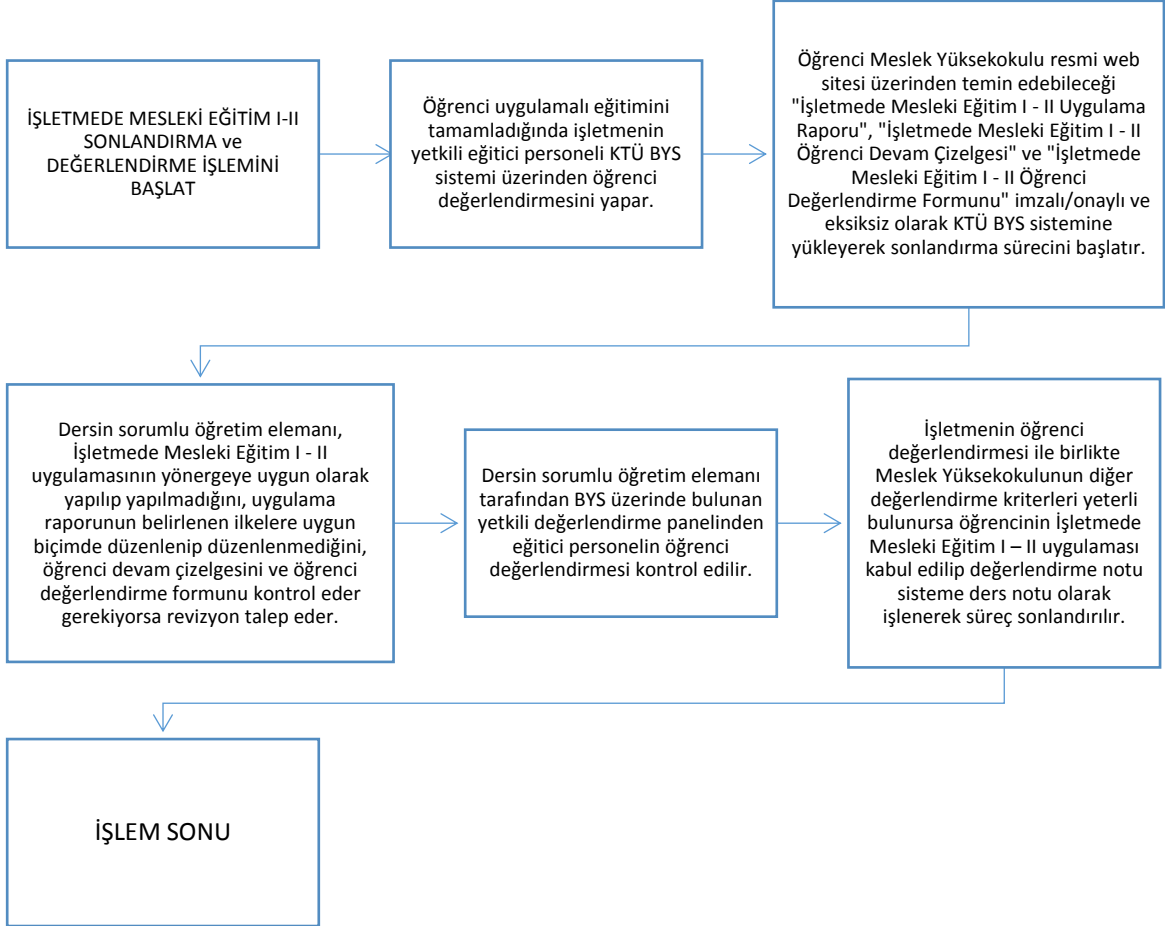 İŞLETMEDE MESLEKİ EĞİTİM I-II
SONLANDIRMA ve
DEĞERLENDİRME İŞLEMİNİ
BAŞLAT
Öğrenci uygulamalı eğitimini
tamamladığında işletmenin
yetkili eğitici personeli KTÜ BYS
sistemi üzerinden öğrenci
değerlendirmesini yapar.
Öğrenci Meslek Yüksekokulu resmi web
sitesi üzerinden temin edebileceği
"İşletmede Mesleki Eğitim I - II Uygulama
Raporu", "İşletmede Mesleki Eğitim I - II
Öğrenci Devam Çizelgesi" ve "İşletmede
Mesleki Eğitim I - II Öğrenci
Değerlendirme Formunu" imzalı/onaylı ve
eksiksiz olarak KTÜ BYS sistemine
yükleyerek sonlandırma sürecini başlatır.
Dersin sorumlu öğretim elemanı,
İşletmede Mesleki Eğitim I - II
uygulamasının yönergeye uygun olarak
yapılıp yapılmadığını, uygulama
raporunun belirlenen ilkelere uygun
biçimde düzenlenip düzenlenmediğini,
öğrenci devam çizelgesini ve öğrenci
değerlendirme formunu kontrol eder
gerekiyorsa revizyon talep eder.
Dersin sorumlu öğretim elemanı
tarafından BYS üzerinde bulunan
yetkili değerlendirme panelinden
eğitici personelin öğrenci
değerlendirmesi kontrol edilir.
İşletmenin öğrenci
değerlendirmesi ile birlikte
Meslek Yüksekokulunun diğer
değerlendirme kriterleri yeterli
bulunursa öğrencinin İşletmede
Mesleki Eğitim I – II uygulaması
kabul edilip değerlendirme notu
sisteme ders notu olarak
işlenerek süreç sonlandırılır.
İŞLEM SONU